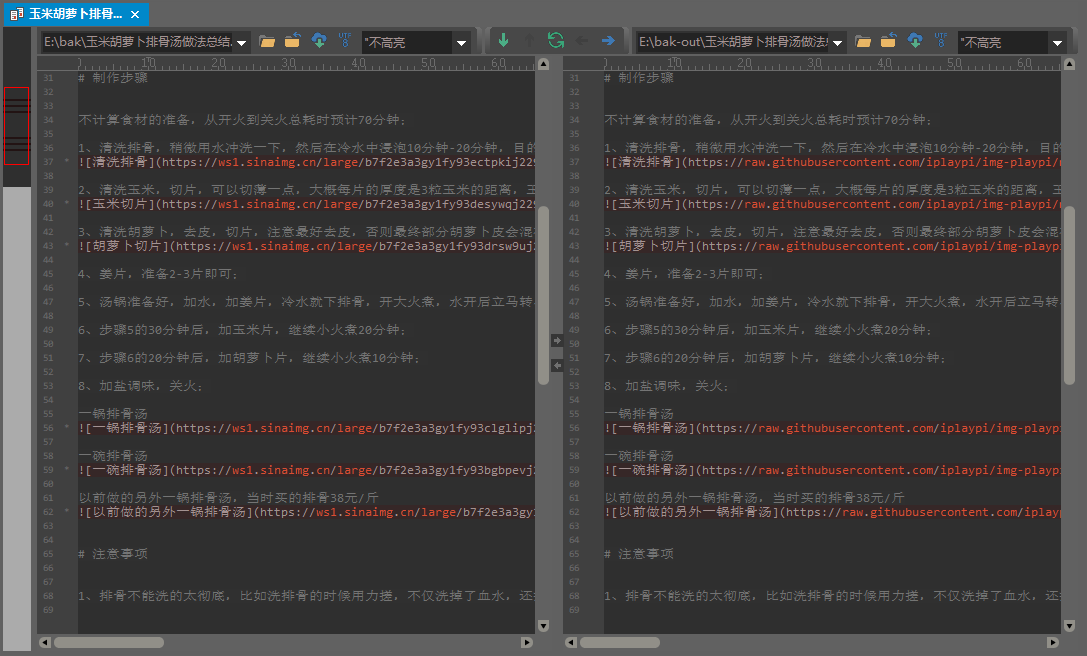 玉米胡萝卜排骨...
E:\bak\玉米胡萝卜排骨汤做法总结. UTF 8 "不高亮
E:\bak-out\玉米胡萝卜排骨汤做法 UTF 8 "不高亮
0 10 20 30 40 50 60
31 # 制作步骤
32
33
34 不计算食材的准备，从开火到关火总耗时预计70分钟；
35
36 1、清洗排骨，稍微用水冲洗一下，然后在冷水中浸泡10分钟-20分钟，目的
37 * ![清洗排骨](https://ws1.sinaimg.cn/large/b7f2e3a3gy1fy93ectpkij229
38
39 2、清洗玉米，切片，可以切薄一点，大概每片的厚度是3粒玉米的距离，玉
40 * ![玉米切片](https://ws1.sinaimg.cn/large/b7f2e3a3gy1fy93desywqj229
41
42 3、清洗胡萝卜，去皮，切片，注意最好去皮，否则最终部分胡萝卜皮会混
43 * ![胡萝卜切片](https://ws1.sinaimg.cn/large/b7f2e3a3gy1fy93drsw9uj
44
45 4、姜片，准备2-3片即可；
46
47 5、汤锅准备好，加水，加姜片，冷水就下排骨，开大火煮，水开后立马转
48
49 6、步骤5的30分钟后，加玉米片，继续小火煮20分钟；
50
51 7、步骤6的20分钟后，加胡萝卜片，继续小火煮10分钟；
52
53 8、加盐调味，关火；
54
55 一锅排骨汤
56 * ![一锅排骨汤](https://ws1.sinaimg.cn/large/b7f2e3a3gy1fy93clglipj
57
58 一碗排骨汤
59 * ![一碗排骨汤](https://ws1.sinaimg.cn/large/b7f2e3a3gy1fy93bgbpevj
60
61 以前做的另外一锅排骨汤，当时买的排骨38元/斤
62 * ![以前做的另外一锅排骨汤](https://ws1.sinaimg.cn/large/b7f2e3a3gy
63
64
65 # 注意事项
66
67
68 1、排骨不能洗的太彻底，比如洗排骨的时候用力搓，不仅洗掉了血水，还
69
0 10 20 30 40 50 60
31 # 制作步骤
32
33
34 不计算食材的准备，从开火到关火总耗时预计70分钟；
35
36 1、清洗排骨，稍微用水冲洗一下，然后在冷水中浸泡10分钟-20分钟，目的
37 ![清洗排骨](https://raw.githubusercontent.com/iplaypi/img-playpi/
38
39 2、清洗玉米，切片，可以切薄一点，大概每片的厚度是3粒玉米的距离，玉
40 ![玉米切片](https://raw.githubusercontent.com/iplaypi/img-playpi/
41
42 3、清洗胡萝卜，去皮，切片，注意最好去皮，否则最终部分胡萝卜皮会混
43 ![胡萝卜切片](https://raw.githubusercontent.com/iplaypi/img-playp
44
45 4、姜片，准备2-3片即可；
46
47 5、汤锅准备好，加水，加姜片，冷水就下排骨，开大火煮，水开后立马转
48
49 6、步骤5的30分钟后，加玉米片，继续小火煮20分钟；
50
51 7、步骤6的20分钟后，加胡萝卜片，继续小火煮10分钟；
52
53 8、加盐调味，关火；
54
55 一锅排骨汤
56 ![一锅排骨汤](https://raw.githubusercontent.com/iplaypi/img-playp
57
58 一碗排骨汤
59 ![一碗排骨汤](https://raw.githubusercontent.com/iplaypi/img-playp
60
61 以前做的另外一锅排骨汤，当时买的排骨38元/斤
62 ![以前做的另外一锅排骨汤](https://raw.githubusercontent.com/iplay
63
64
65 # 注意事项
66
67
68 1、排骨不能洗的太彻底，比如洗排骨的时候用力搓，不仅洗掉了血水，还
69